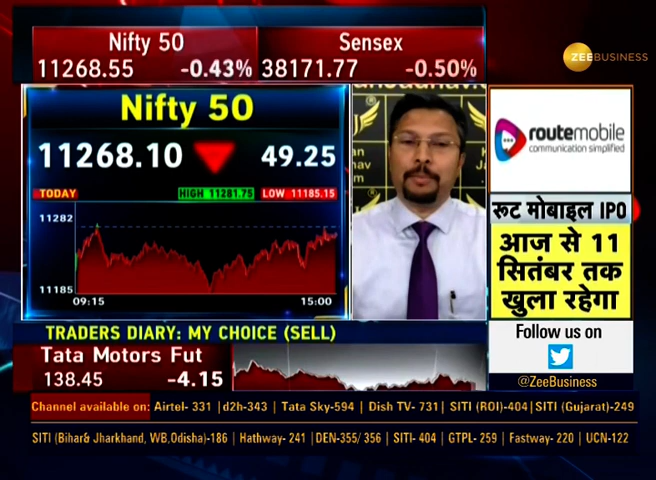 Nifty 50
Sensex
11268.55 -0.43%
38171.77 -0.50%
ZEE BUSINESS
Nifty 50
11268.10 49.25
TODAY
HIGH 11281.75
LOW 11185.15
11282
11185
09:15
15:00
routemobile
communication simplified
रूट मोबाइल IPO
आज से 11
सितंबर तक
खुला रहेगा
Follow us on
@ZeeBusiness
TRADERS DIARY: MY CHOICE (SELL)
Tata Motors Fut
138.45 -4.15
Channel available on: Airtel- 331 |d2h-343 | Tata Sky-594 | Dish TV- 731| SITI (ROI)-404|SITI (Gujarat)-249
SITI (Bihar& Jharkhand, WB,Odisha)-186 | Hathway- 241 |DEN-355/ 356 | SITI- 404 | GTPL- 259 | Fastway- 220 | UCN-122